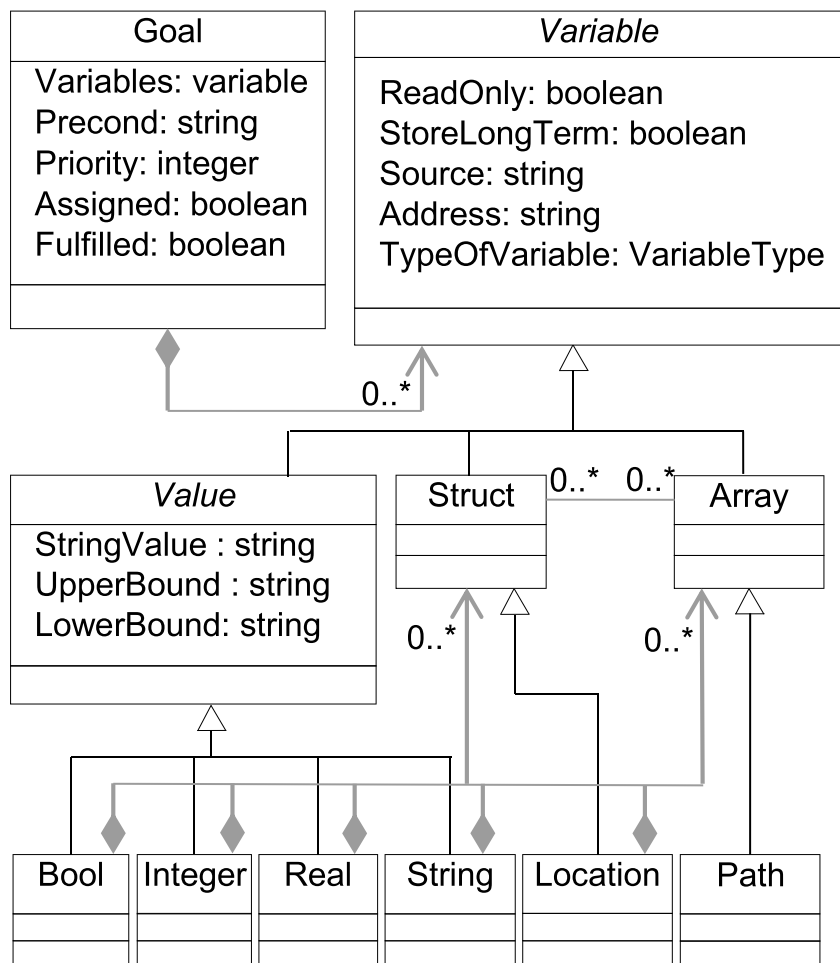 Goal
Variables: variable
Precond: string
Priority: integer
Assigned: boolean
Fulfilled: boolean
Variable
ReadOnly: boolean
StoreLongTerm: boolean
Source: string
Address: string
TypeOfVariable: VariableType
0..*
Value
StringValue : string
UpperBound : string
LowerBound: string
Struct
0..* 0..*
Array
0..*
0..*
Bool
Integer
Real
String
Location
Path